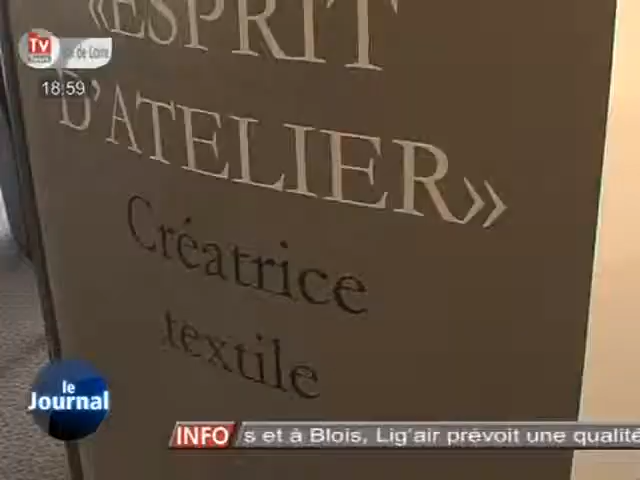 «ESPRIT
D'ATELIER»
Créatrice
textile
TV
18:59
le
Journal
INFO
s et à Blois, Lig'air prévoit une qualité